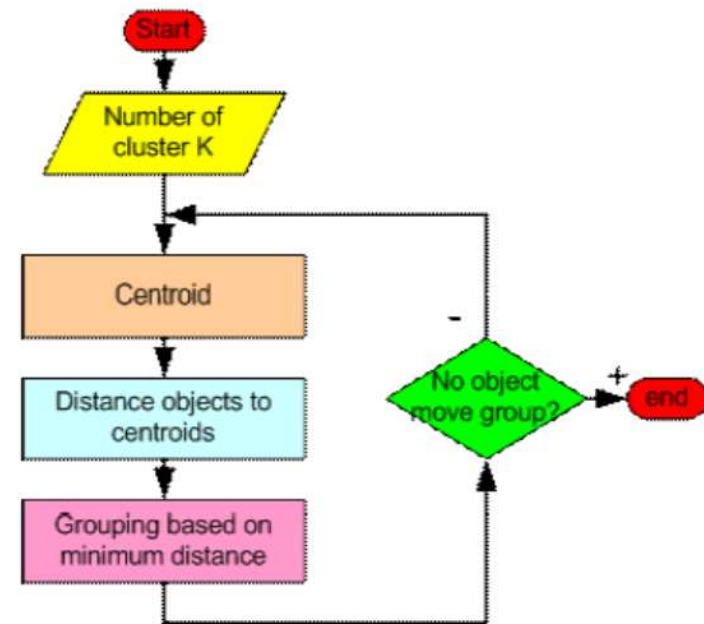 Start
Number of
cluster K
Centroid
Distance objects to
centroids
Grouping based on
minimum distance
-
No object
move group?
+
end